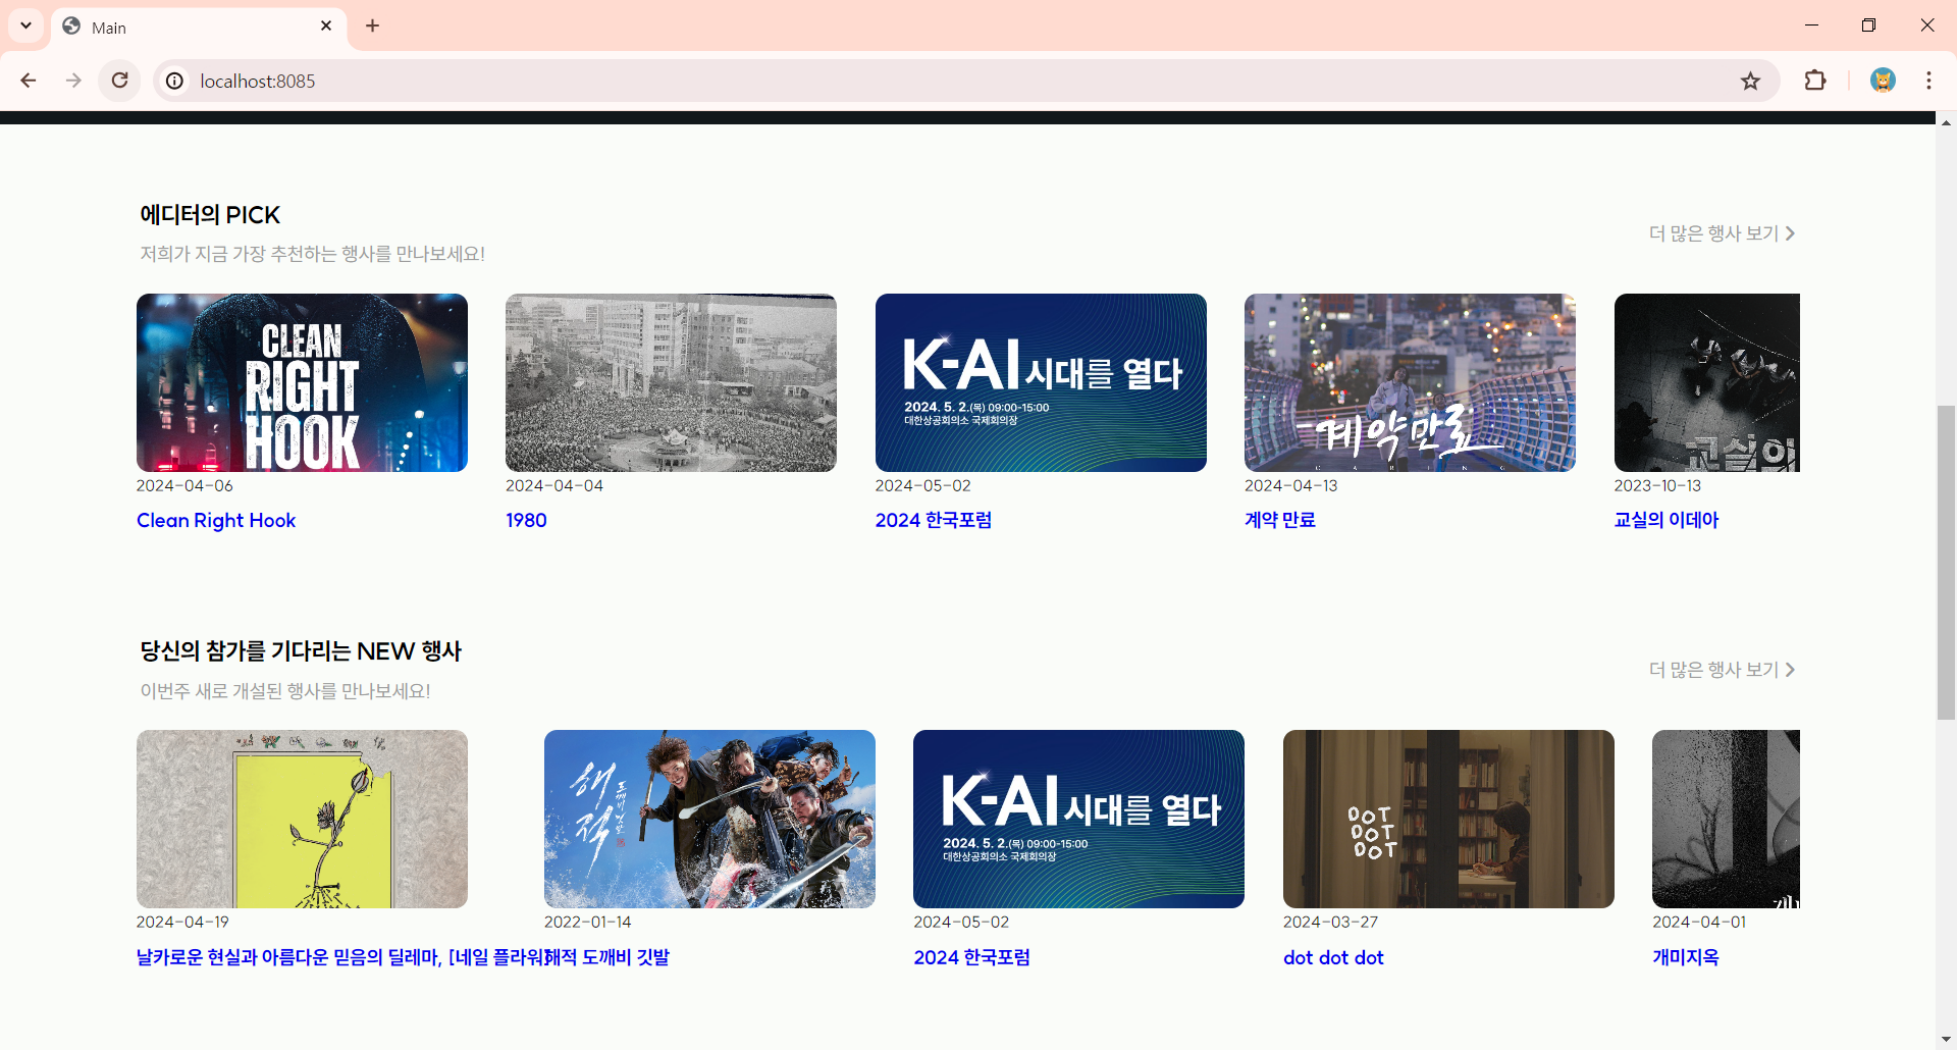 Main
localhost:8085
에디터의 PICK
저희가 지금 가장 추천하는 행사를 만나보세요!
더 많은 행사 보기
CLEAN
RIGHT
HOOK
K-AI 시대를 열다
2024. 5. 2.(목) 09:00-15:00
대한상공회의소 국제회의장
계약만료
교실의
2024-04-06
2024-04-04
2024-05-02
2024-04-13
2023-10-13
Clean Right Hook
1980
2024 한국포럼
계약 만료
교실의 이데아
당신의 참가를 기다리는 NEW 행사
이번주 새로 개설된 행사를 만나보세요!
더 많은 행사 보기
해적
도깨비 깃발
K-AI 시대를 열다
2024. 5. 2.(목) 09:00-15:00
대한상공회의소 국제회의장
DOT
DOT
DOT
2024-04-19
2022-01-14
2024-05-02
2024-03-27
2024-04-01
날카로운 현실과 아름다운 믿음의 딜레마, [네일 플라워]
해적 도깨비 깃발
2024 한국포럼
dot dot dot
개미지옥